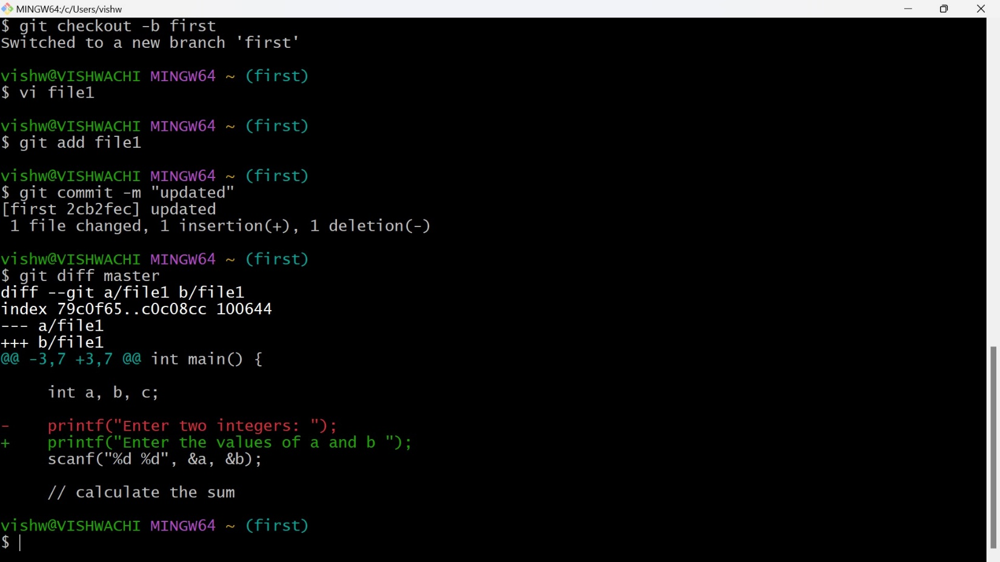 MINGW64:/c/Users/vishw
$ git checkout -b first
Switched to a new branch 'first'
vishw@VISHWACHI MINGW64 ~ (first)
$ vi file1
vishw@VISHWACHI MINGW64 ~ (first)
$ git add file1
vishw@VISHWACHI MINGW64 ~ (first)
$ git commit -m "updated"
[first 2cb2fec] updated
 1 file changed, 1 insertion(+), 1 deletion(-)
vishw@VISHWACHI MINGW64 ~ (first)
$ git diff master
diff --git a/file1 b/file1
index 79c0f65..c0c08cc 100644
--- a/file1
+++ b/file1
@@ -3,7 +3,7 @@ int main() {
     int a, b, c;
-    printf("Enter two integers: ");
+    printf("Enter the values of a and b ");
     scanf("%d %d", &a, &b);
     // calculate the sum
vishw@VISHWACHI MINGW64 ~ (first)
$